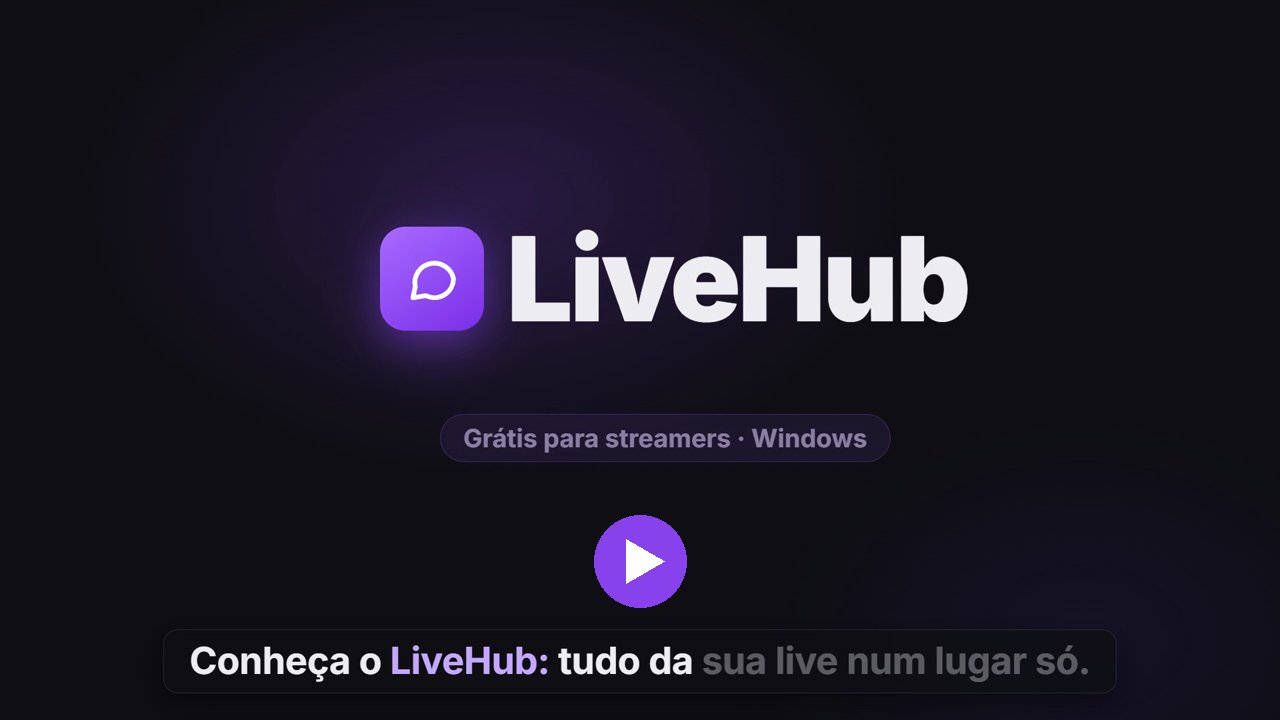 LiveHub
Grátis para streamers · Windows
Conheça o LiveHub: tudo da sua live num lugar só.